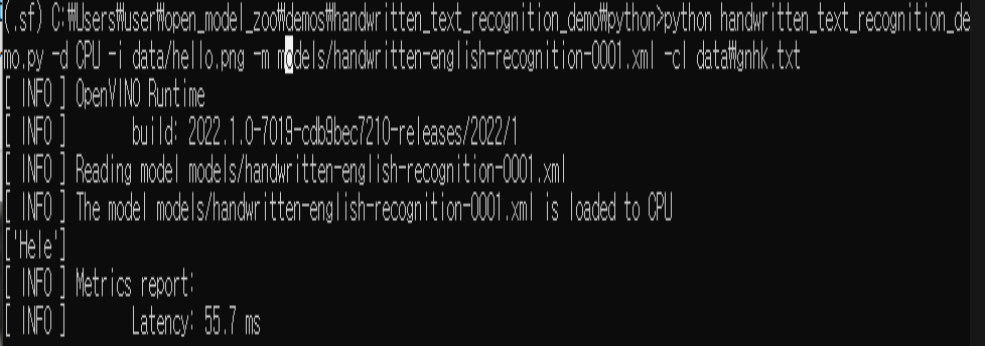 (.sf) C:₩Users₩user₩open_model_zoo₩demos₩handwritten_text_recognition_demo₩python>python handwritten_text_recognition_de
mo.py -d CPU -i data/hello.png -m models/handwritten-english-recognition-0001.xml -cl data₩gnhk.txt
[ INFO ] OpenVINO Runtime
[ INFO ]         build: 2022.1.0-7019-cdb9bec7210-releases/2022/1
[ INFO ] Reading model models/handwritten-english-recognition-0001.xml
[ INFO ] The model models/handwritten-english-recognition-0001.xml is loaded to CPU
['Hele']
[ INFO ] Metrics report:
[ INFO ]         Latency: 55.7 ms